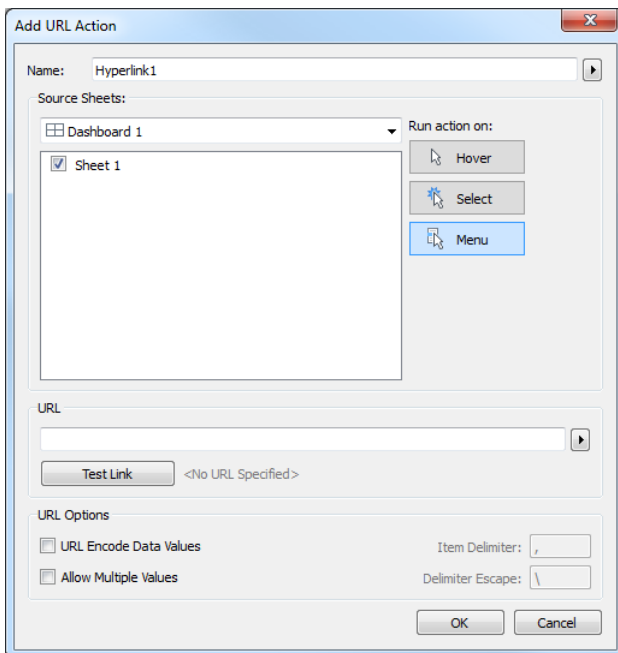 Add URL Action
Name: Hyperlink1
Source Sheets:
Dashboard 1
Run action on:
Sheet 1
Hover
Select
Menu
URL
Test Link <No URL Specified>
URL Options
URL Encode Data Values Item Delimiter: ,
Allow Multiple Values Delimiter Escape: \
OK Cancel